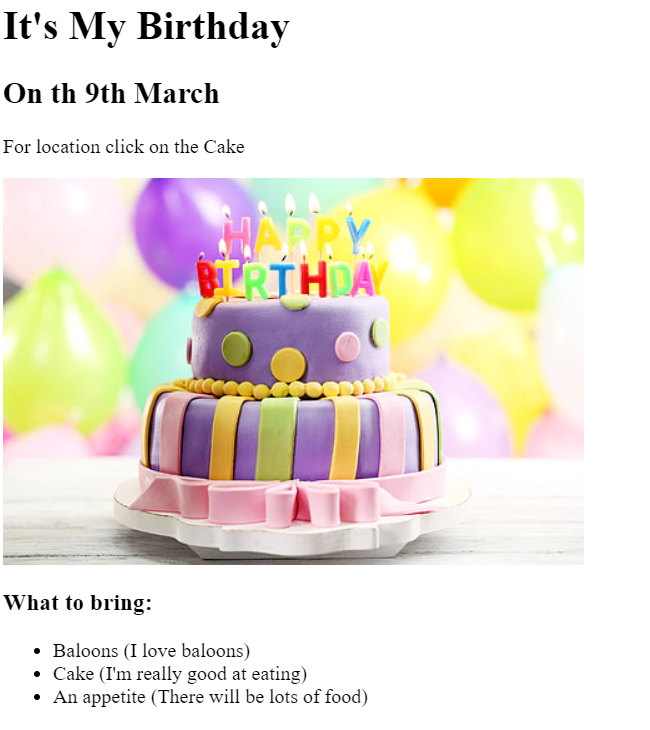 It's My Birthday
On th 9th March
For location click on the Cake
HAPPY
BIRTHDAY
What to bring:
Baloons (I love baloons)
Cake (I'm really good at eating)
An appetite (There will be lots of food)